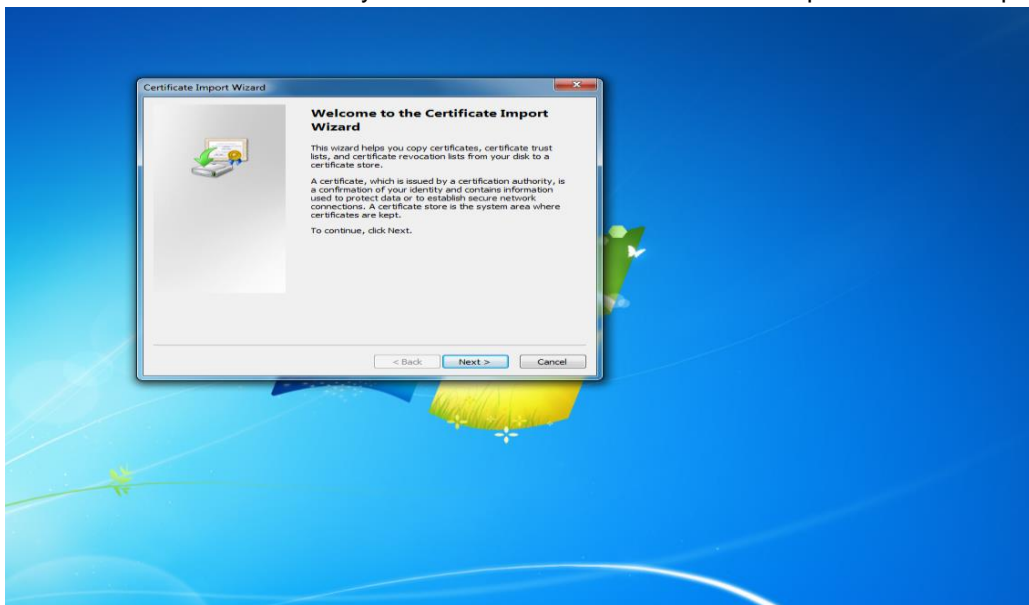 Certificate Import Wizard
Welcome to the Certificate Import
Wizard
This wizard helps you copy certificates, certificate trust
lists, and certificate revocation lists from your disk to a
certificate store.
A certificate, which is issued by a certification authority, is
a confirmation of your identity and contains information
used to protect data or to establish secure network
connections. A certificate store is the system area where
certificates are kept.
To continue, click Next.
< Back Next > Cancel